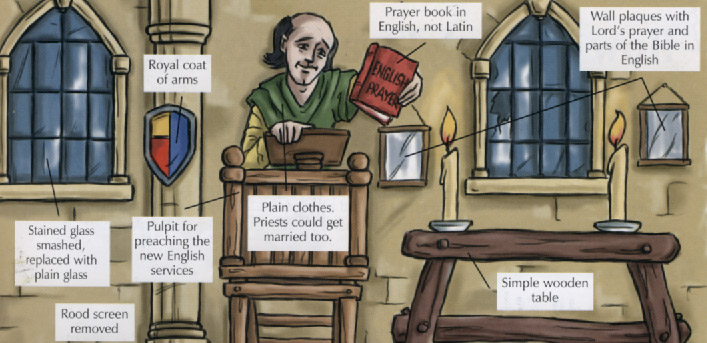 Prayer book in
English, not Latin
Wall plaques with
Lord's prayer and
parts of the Bible in
English
Royal coat
of arms
ENGLISH
PRAYER
Stained glass
smashed,
replaced with
plain glass
Pulpit for
preaching the
new English
services
Plain clothes.
Priests could get
married too.
Simple wooden
table
Rood screen
removed